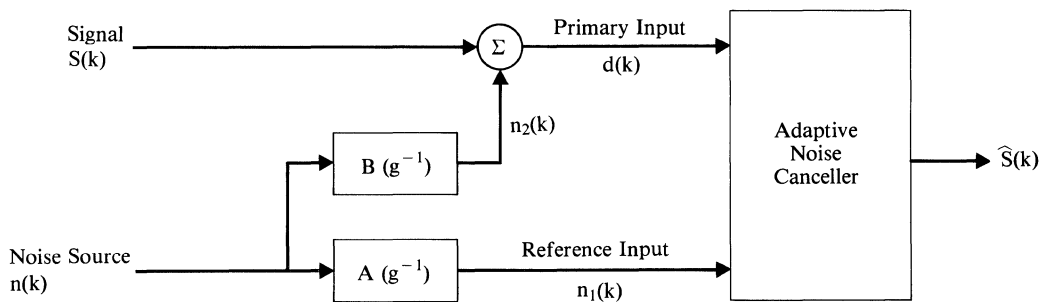 Signal
S(k)
Σ
Primary Input
d(k)
n₂(k)
B (g⁻¹)
Adaptive
Noise
Canceller
Ŝ(k)
Noise Source
n(k)
A (g⁻¹)
Reference Input
n₁(k)